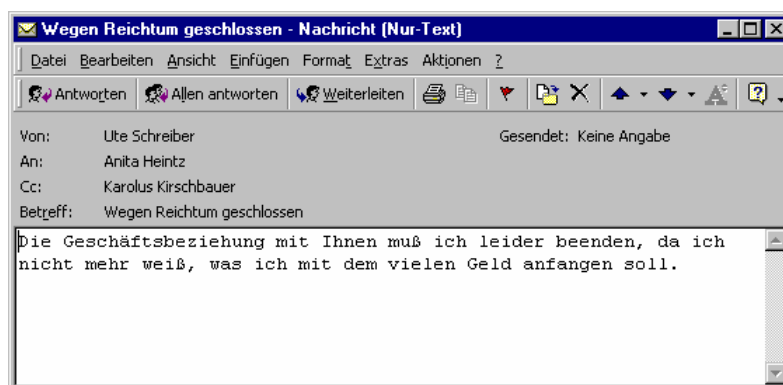 Wegen Reichtum geschlossen - Nachricht (Nur-Text)
Datei Bearbeiten Ansicht Einfügen Format Extras Aktionen ?
Antworten Allen antworten Weiterleiten
Von: Ute Schreiber Gesendet: Keine Angabe
An: Anita Heintz
Cc: Karolus Kirschbauer
Betreff: Wegen Reichtum geschlossen
Die Geschäftsbeziehung mit Ihnen muß ich leider beenden, da ich
nicht mehr weiß, was ich mit dem vielen Geld anfangen soll.